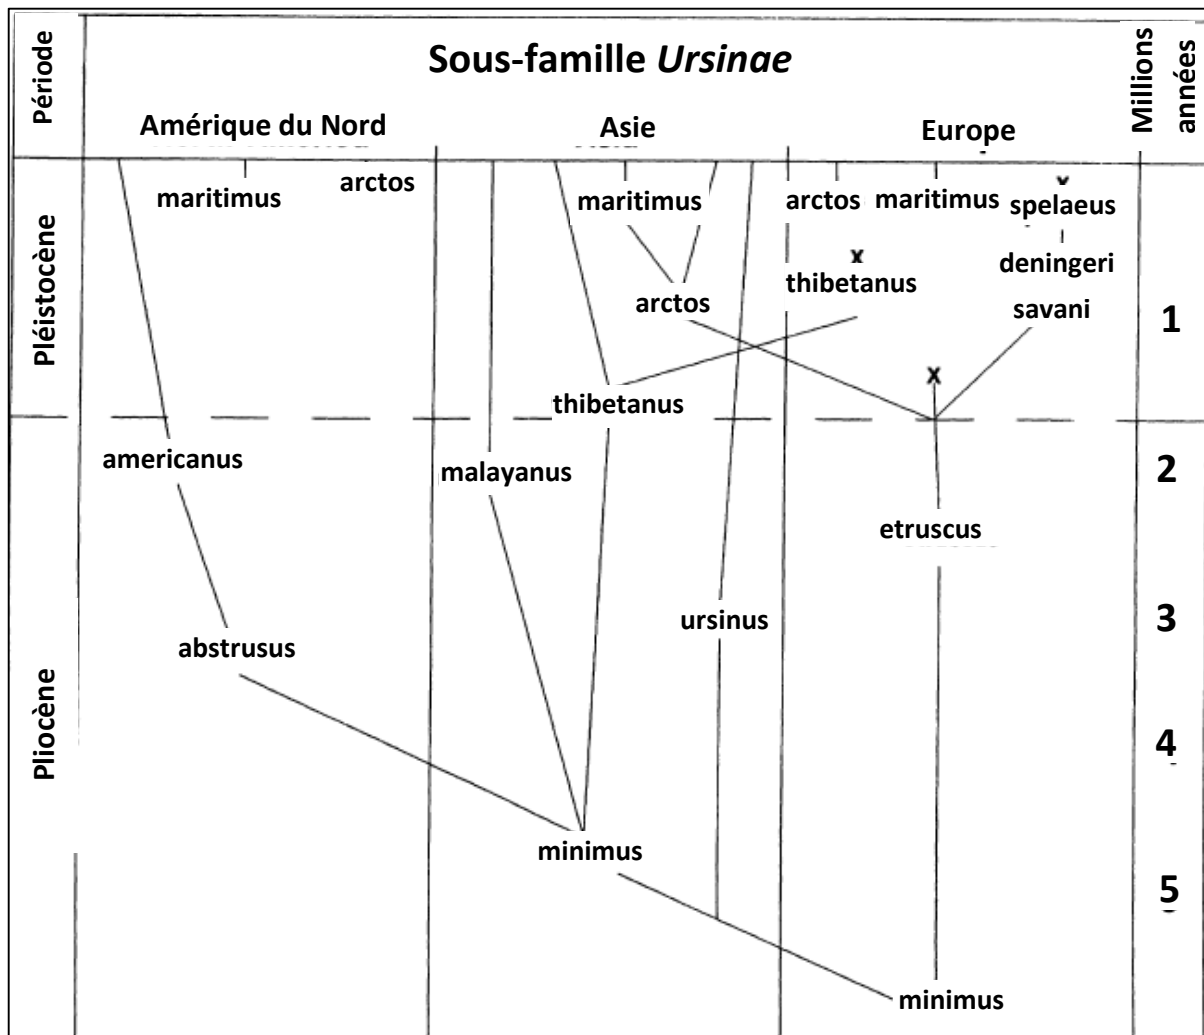 Période
Sous-famille Ursinae
Millions
années
Amérique du Nord
Asie
Europe
maritimus
arctos
maritimus
arctos
maritimus
spelaeus
x
deningeri
x
thibetanus
arctos
savani
1
Pléistocène
x
thibetanus
americanus
malayanus
2
etruscus
3
ursinus
abstrusus
Pliocène
4
minimus
5
minimus